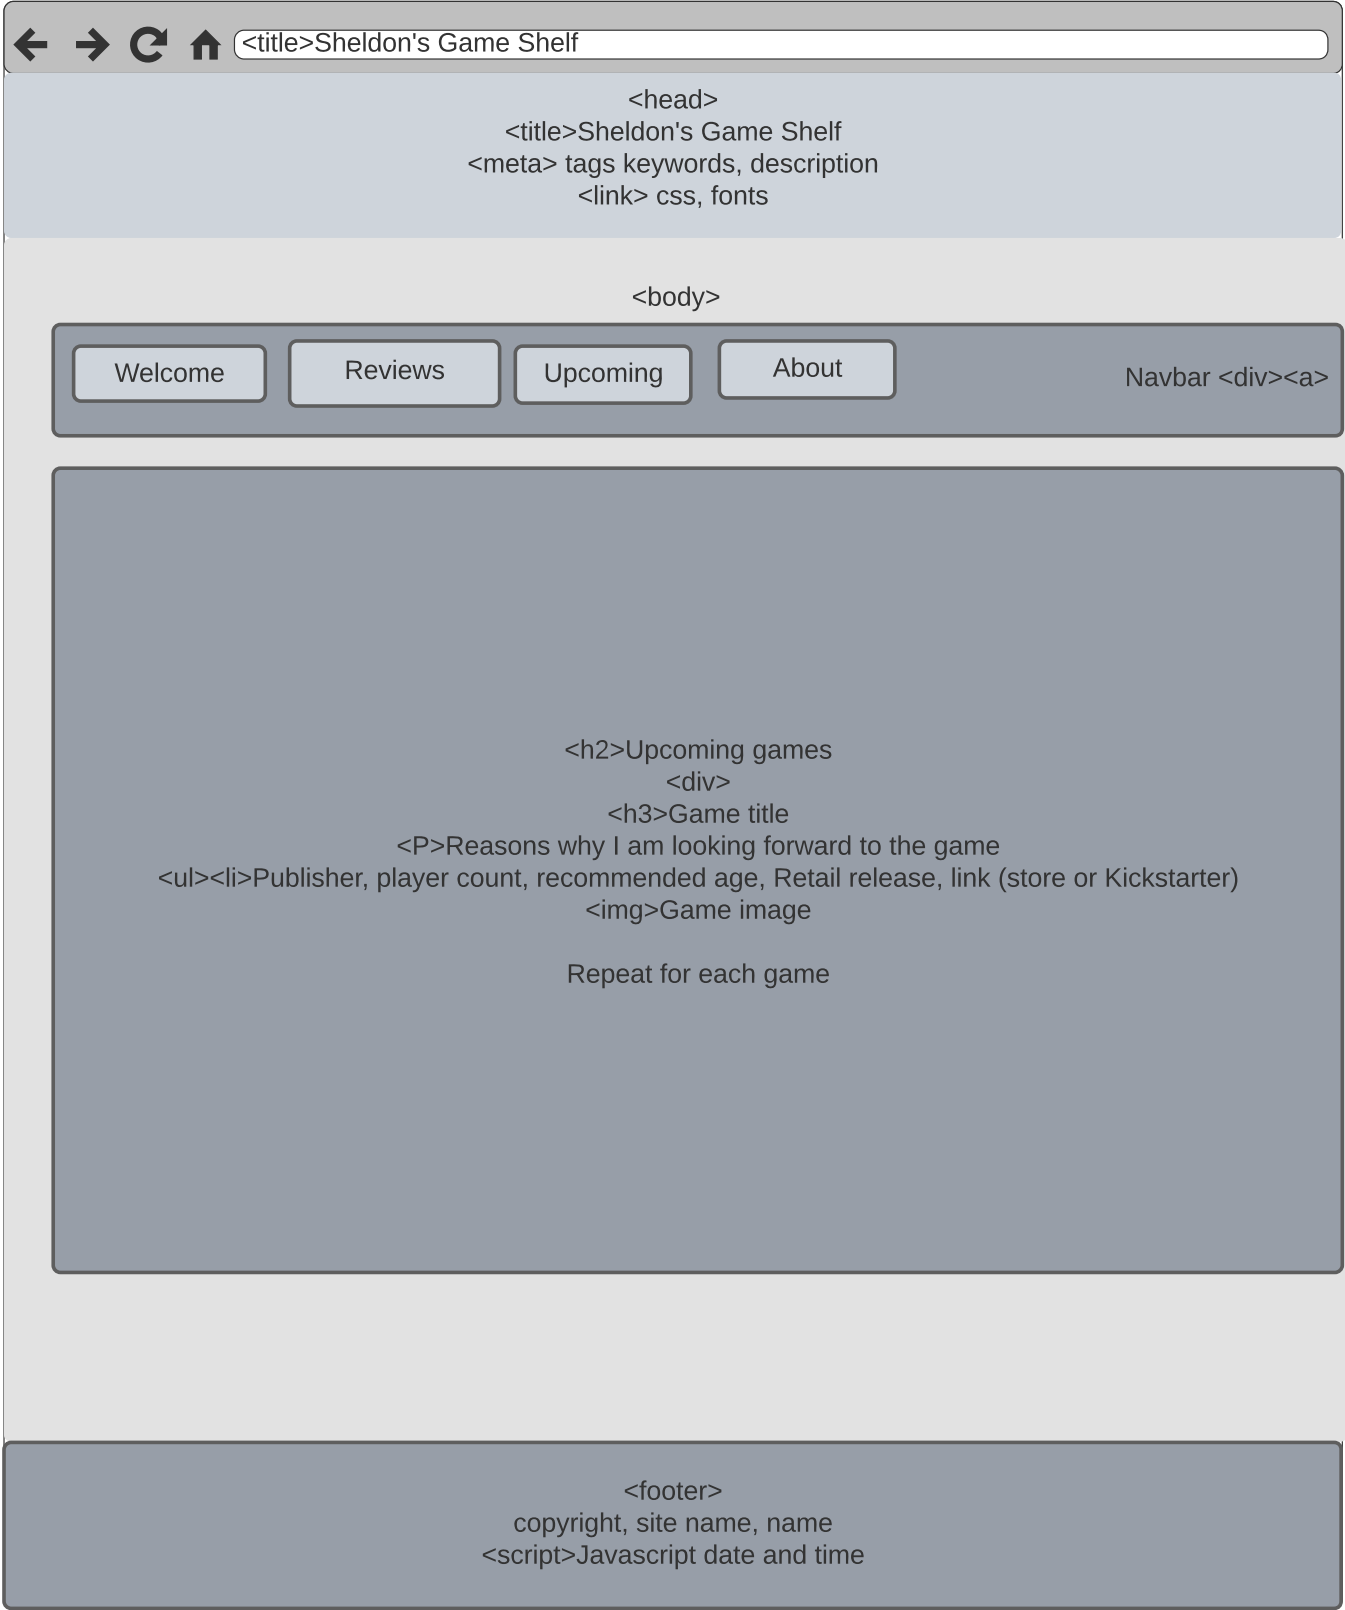 <title>Sheldon's Game Shelf
<head>
<title>Sheldon's Game Shelf
<meta> tags keywords, description
<link> css, fonts
<body>
Welcome
Reviews
Upcoming
About
Navbar <div><a>
<h2>Upcoming games
<div>
<h3>Game title
<P>Reasons why I am looking forward to the game
<ul><li>Publisher, player count, recommended age, Retail release, link (store or Kickstarter)
<img>Game image
Repeat for each game
<footer>
copyright, site name, name
<script>Javascript date and time